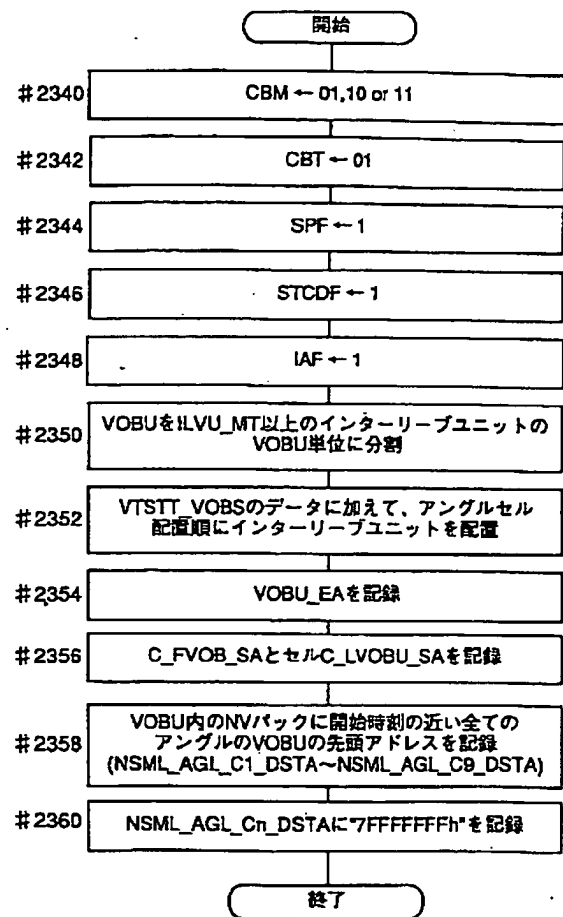 開始
#2340
CBM ← 01,10 or 11
#2342
CBT ← 01
#2344
SPF ← 1
#2346
STCDF ← 1
#2348
IAF ← 1
#2350
VOBUをILVU_MT以上のインターリーブユニットの
VOBU単位に分割
#2352
VTSTT_VOBSのデータに加えて、アングルセル
配置順にインターリーブユニットを配置
#2354
VOBU_EAを記録
#2356
C_FVOB_SAとセルC_LVOBU_SAを記録
#2358
VOBU内のNVパックに開始時刻の近い全ての
アングルのVOBUの先頭アドレスを記録
(NSML_AGL_C1_DSTA～NSML_AGL_C9_DSTA)
#2360
NSML_AGL_Cn_DSTAに"7FFFFFFFh"を記録
終了